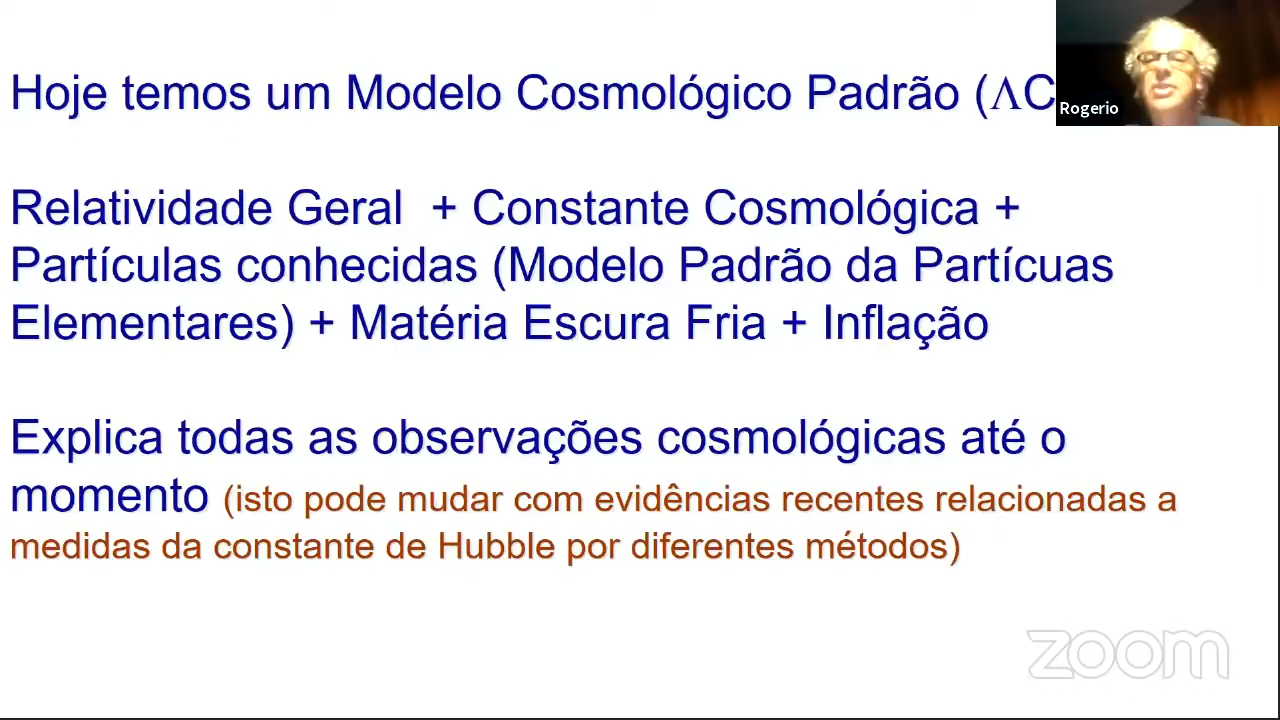 Hoje temos um Modelo Cosmológico Padrão (ΛC
Rogerio
Relatividade Geral + Constante Cosmológica +
Partículas conhecidas (Modelo Padrão da Partícuas
Elementares) + Matéria Escura Fria + Inflação
Explica todas as observações cosmológicas até o
momento (isto pode mudar com evidências recentes relacionadas a
medidas da constante de Hubble por diferentes métodos)
zoom